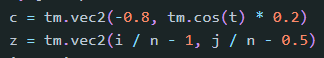 c = tm.vec2(-0.8, tm.cos(t) * 0.2)
z = tm.vec2(i / n - 1, j / n - 0.5)